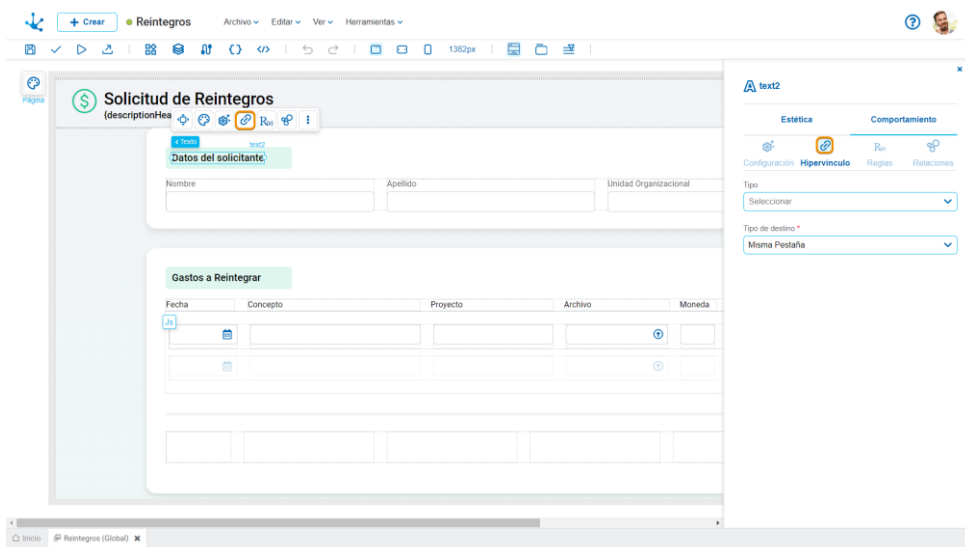 + Crear
Reintegros
Archivo Editar Ver Herramientas
1382px
Página
Solicitud de Reintegros
{descriptionHea
< Texto
text2
Datos del solicitante
Nombre Apellido Unidad Organizacional
Gastos a Reintegrar
Fecha Concepto Proyecto Archivo Moneda
Js
text2
Estética Comportamiento
Configuración Hipervínculo Reglas Relaciones
Tipo
Seleccionar
Tipo de destino *
Misma Pestaña
Inicio Reintegros (Global)